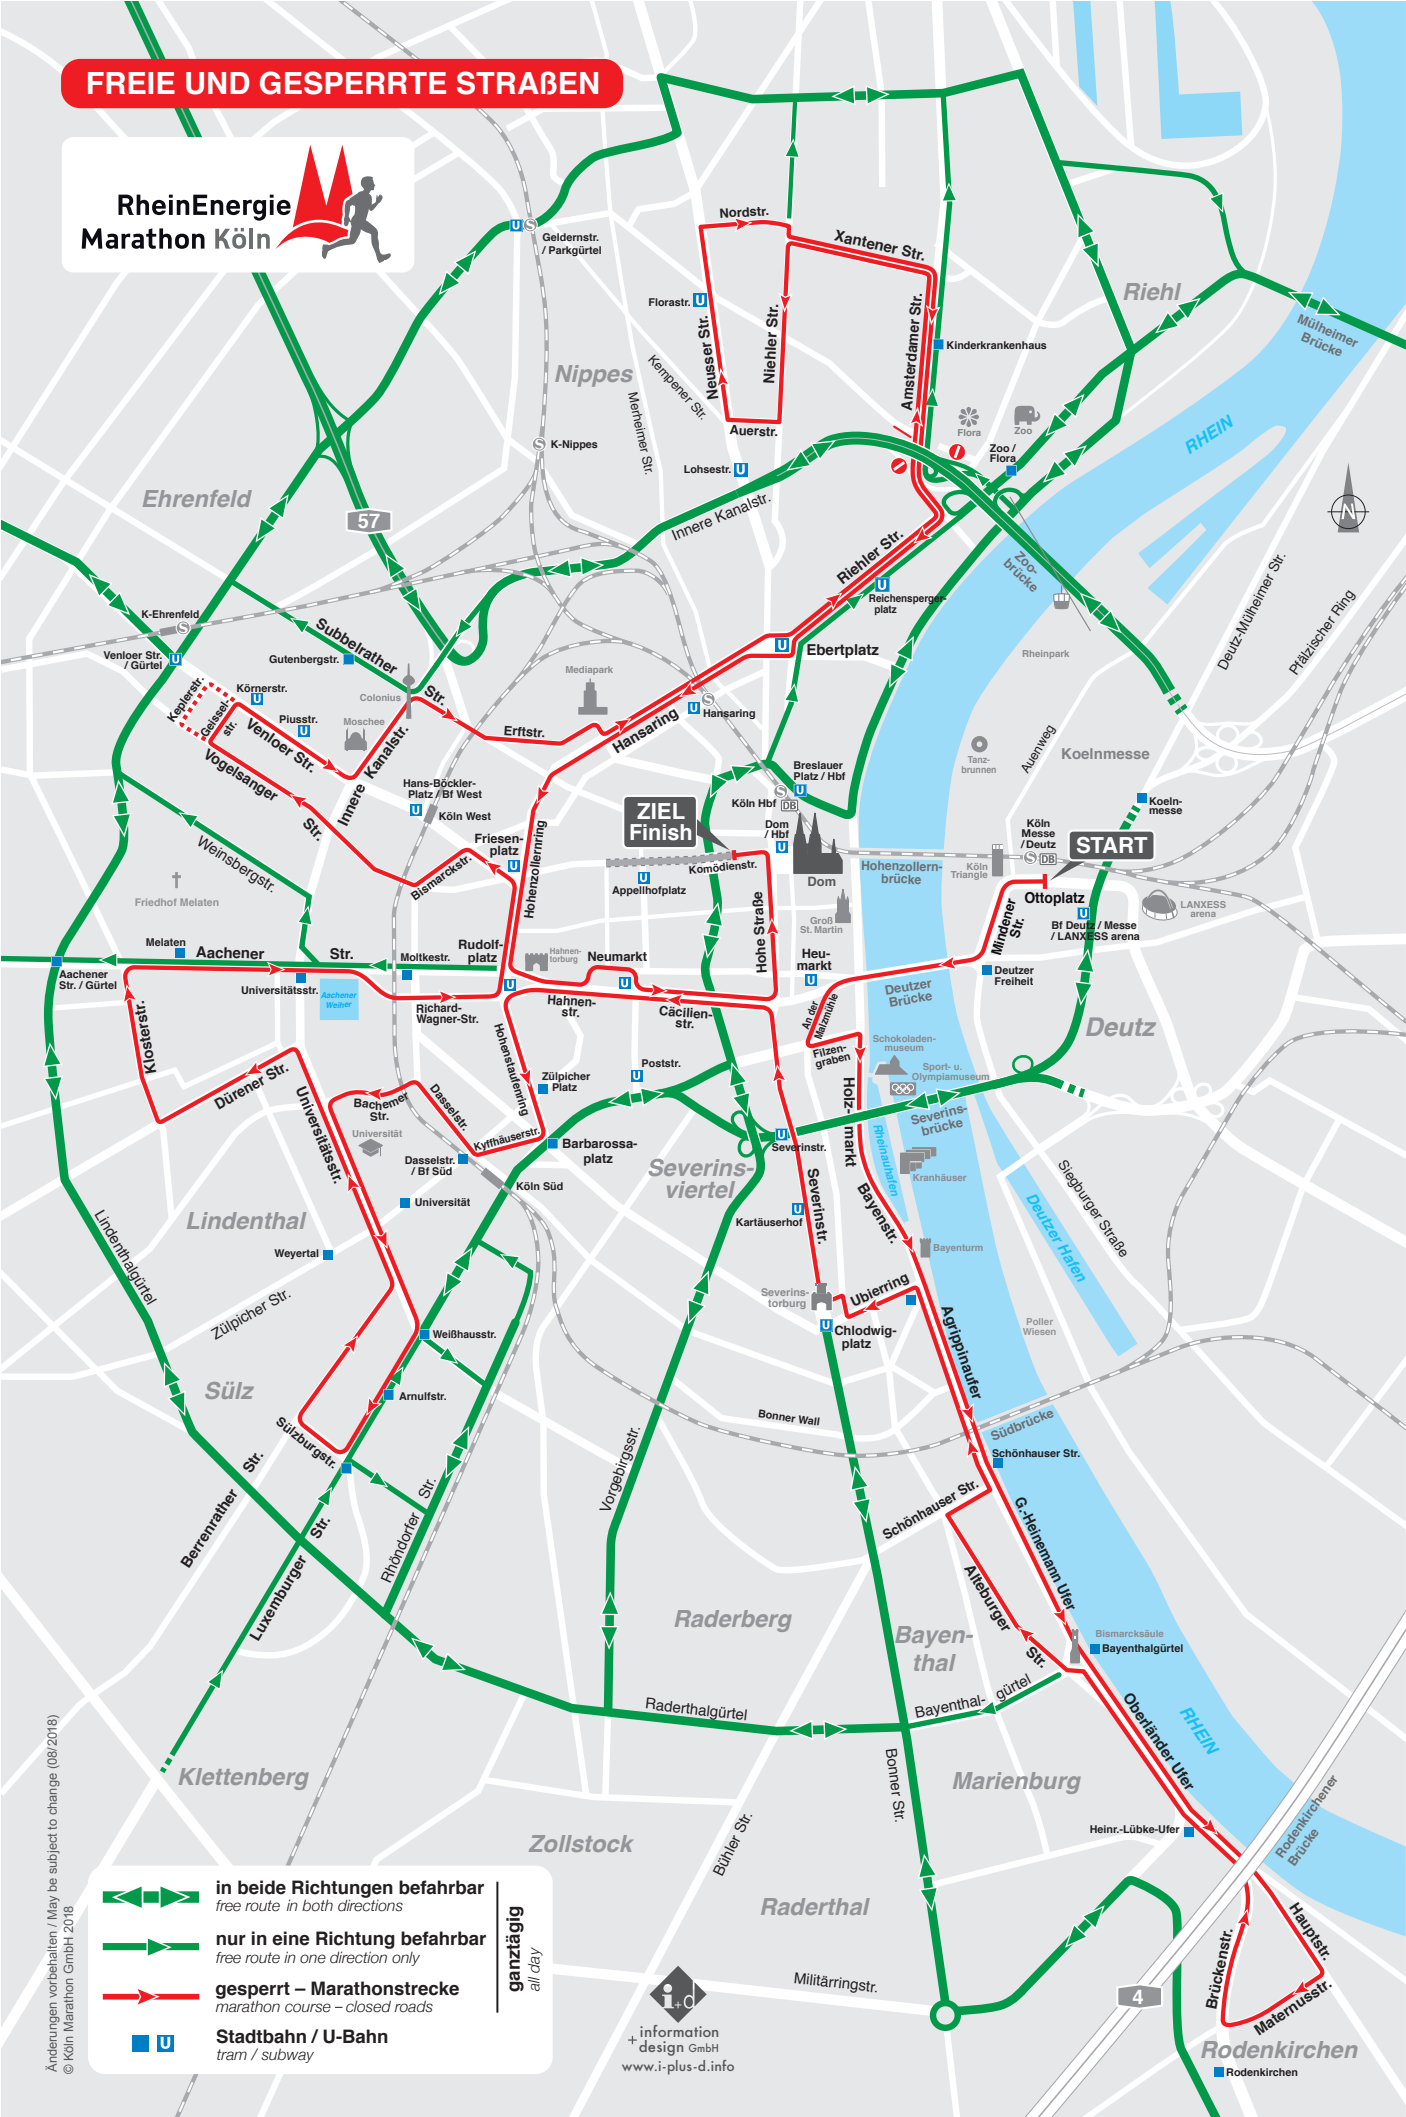 FREIE UND GESPERRTE STRAßEN
RheinEnergie
Marathon Köln
Geldernstr.
/ Parkgürtel
Nordstr.
Xantener Str.
Florastr.
Neusser Str.
Niehler Str.
Amsterdamer Str.
Kinderkrankenhaus
Riehl
Mülheimer
Brücke
Nippes
Kempener Str.
Merheimer Str.
Auerstr.
Flora
Zoo
Zoo /
Flora
RHEIN
K-Nippes
Lohsestr.
Innere Kanalstr.
Ehrenfeld
57
N
Riehler Str.
Zoo-
brücke
Reichensperger-
platz
Deutz-Mülheimer Str.
Pfälzischer Ring
K-Ehrenfeld
Venloer Str.
/ Gürtel
Subbelrather
Str.
Gutenbergstr.
Ebertplatz
Rheinpark
Mediapark
Keplerstr.
Geissel-
str.
Körnerstr.
Piusstr.
Colonius
Moschee
Venloer Str.
Vogelsanger
Str.
Innere Kanalstr.
Erftstr.
Hansaring
Hansaring
Tanz-
brunnen
Auenweg
Koelnmesse
Hans-Böckler-
Platz / Bf West
Köln West
Breslauer
Platz / Hbf
Köln Hbf
DB
ZIEL
Finish
Dom
/ Hbf
Koeln-
messe
Köln
Messe
/ Deutz
DB
START
Weinsbergstr.
Friedhof Melaten
Friesen-
platz
Bismarckstr.
Hohenzollernring
Komödienstr.
Appellhofplatz
Dom
Hohenzollern-
brücke
Köln
Triangle
Ottoplatz
LANXESS
arena
Groß
St. Martin
Bf Deutz / Messe
/ LANXESS arena
Mindener
Str.
Melaten
Aachener
Str.
Aachener
Str. / Gürtel
Universitätsstr.
Aachener
Weiher
Moltkestr.
Rudolf-
platz
Hahnen-
torburg
Neumarkt
Hohe Straße
Heu-
markt
Deutzer
Freiheit
Deutzer
Brücke
Richard-
Wagner-Str.
Hahnen-
str.
Cäcilien-
str.
An der
Malzmühle
Filzen-
graben
Schokoladen-
museum
Sport- u.
Olympiamuseum
Deutz
Klosterstr.
Dürener Str.
Universitätsstr.
Bachemer
Str.
Universität
Dasselstr.
Hohenstaufenring
Zülpicher
Platz
Poststr.
Kyffhäuserstr.
Dasselstr.
/ Bf Süd
Barbarossa-
platz
Köln Süd
Universität
Severinstr.
Severins-
brücke
Holz-
markt
Rheinauhafen
Kranhäuser
Severins-
viertel
Kartäuserhof
Severinstr.
Bayenstr.
Bayenturm
Deutzer Hafen
Siegburger Straße
Lindenthal
Weyertal
Lindenthalgürtel
Zülpicher Str.
Severins-
torburg
Ubierring
Chlodwig-
platz
Poller
Wiesen
Agrippinaufer
Weißhausstr.
Sülz
Arnulfstr.
Sülzburgstr.
Bonner Wall
Südbrücke
Schönhauser Str.
Schönhauser Str.
Berrenrather
Str.
Vorgebirgsstr.
Rhöndorfer
Str.
Luxemburger
Str.
G.-Heinemann Ufer
Alteburger
Str.
Raderberg
Bayen-
thal
Bismarcksäule
Bayenthalgürtel
Raderthalgürtel
Bayenthal-
gürtel
Oberländer Ufer
RHEIN
Klettenberg
Bonner Str.
Marienburg
Zollstock
Bühler Str.
Heinr.-Lübke-Ufer
Rodenkirchener
Brücke
Raderthal
Militärringstr.
Hauptstr.
Brückenstr.
Maternusstr.
4
Rodenkirchen
Rodenkirchen
in beide Richtungen befahrbar
free route in both directions
nur in eine Richtung befahrbar
free route in one direction only
gesperrt – Marathonstrecke
marathon course – closed roads
Stadtbahn / U-Bahn
tram / subway
ganztägig
all day
i+d
information
+design GmbH
www.i-plus-d.info
Änderungen vorbehalten / May be subject to change (08/2018)
© Köln Marathon GmbH 2018